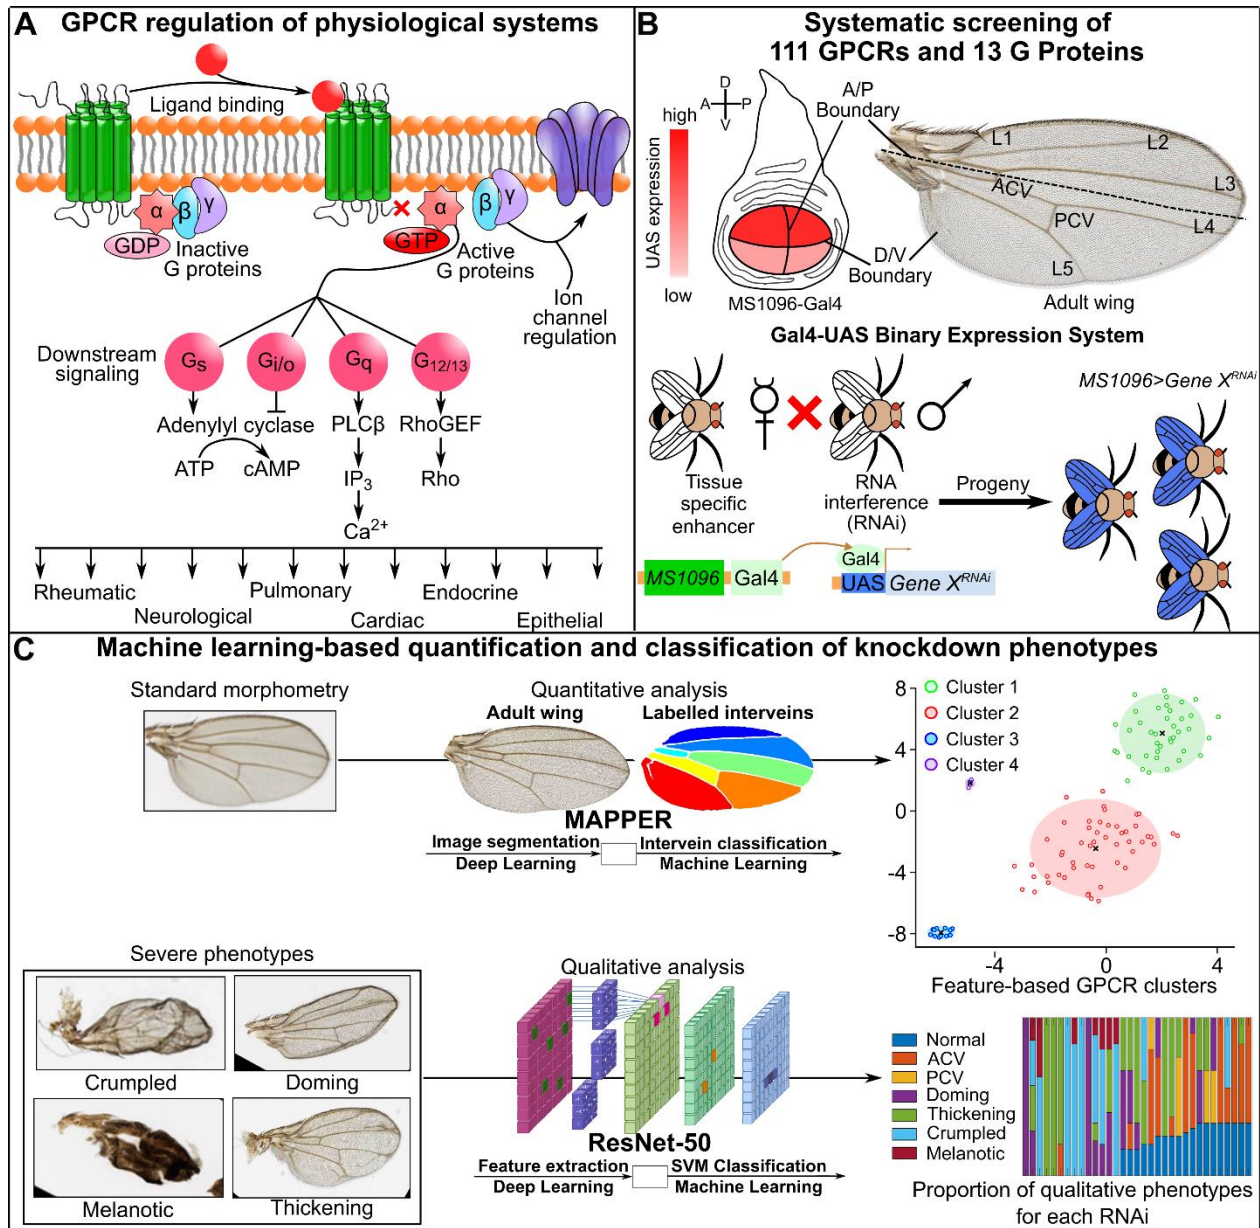 A GPCR regulation of physiological systems
Ligand binding
α
β
γ
GDP
Inactive
G proteins
α
β
γ
GTP
Active
G proteins
Ion
channel
regulation
Downstream
signaling
Gs
Gi/o
Gq
G12/13
Adenylyl cyclase
PLCβ
RhoGEF
ATP
cAMP
IP3
Rho
Ca2+
Rheumatic
Pulmonary
Endocrine
Neurological
Cardiac
Epithelial
B Systematic screening of
111 GPCRs and 13 G Proteins
high
UAS expression
low
D
A
P
V
A/P
Boundary
D/V
Boundary
MS1096-Gal4
L1
L2
L3
ACV
PCV
L4
L5
Adult wing
Gal4-UAS Binary Expression System
MS1096>Gene XRNAi
Tissue
specific
enhancer
RNA
interference
(RNAi)
Progeny
MS1096
Gal4
Gal4
UAS
Gene XRNAi
C Machine learning-based quantification and classification of knockdown phenotypes
Standard morphometry
Quantitative analysis
Adult wing
Labelled interveins
MAPPER
Image segmentation
Intervein classification
Deep Learning
Machine Learning
Cluster 1
Cluster 2
Cluster 3
Cluster 4
8
4
0
-4
-8
-4
0
4
Feature-based GPCR clusters
Severe phenotypes
Crumpled
Doming
Melanotic
Thickening
Qualitative analysis
ResNet-50
Feature extraction
SVM Classification
Deep Learning
Machine Learning
Normal
ACV
PCV
Doming
Thickening
Crumpled
Melanotic
Proportion of qualitative phenotypes
for each RNAi